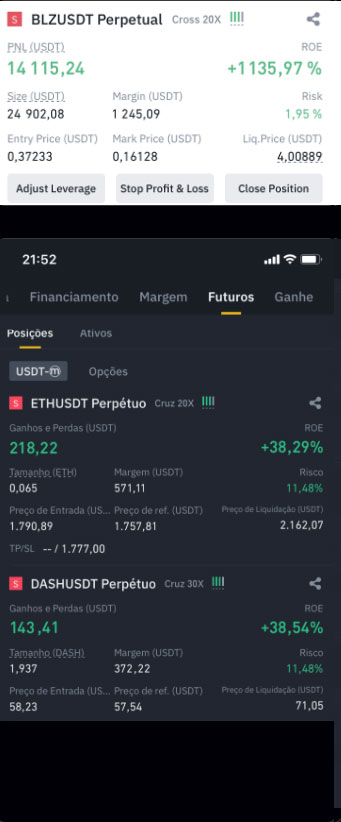 S BLZUSDT Perpetual Cross 20X
PNL (USDT) ROE
14 115,24 +1135,97 %
Size (USDT) Margin (USDT) Risk
24 902,08 1 245,09 1,95 %
Entry Price (USDT) Mark Price (USDT) Liq.Price (USDT)
0,37233 0,16128 4,00889
Adjust Leverage Stop Profit & Loss Close Position
21:52
Financiamento Margem Futuros Ganhe
Posições Ativos
USDT-Ⓜ Opções
S ETHUSDT Perpétuo Cruz 20X
Ganhos e Perdas (USDT) ROE
218,22 +38,29%
Tamanho (ETH) Margem (USDT) Risco
0,065 571,11 11,48%
Preço de Entrada (US... Preço de ref. (USDT) Preço de Liquidação (USDT)
1.790,89 1.757,81 2.162,07
TP/SL -- / 1.777,00
S DASHUSDT Perpétuo Cruz 30X
Ganhos e Perdas (USDT) ROE
143,41 +38,54%
Tamanho (DASH) Margem (USDT) Risco
1,937 372,22 11,48%
Preço de Entrada (US... Preço de ref. (USDT) Preço de Liquidação (USDT)
58,23 57,54 71,05